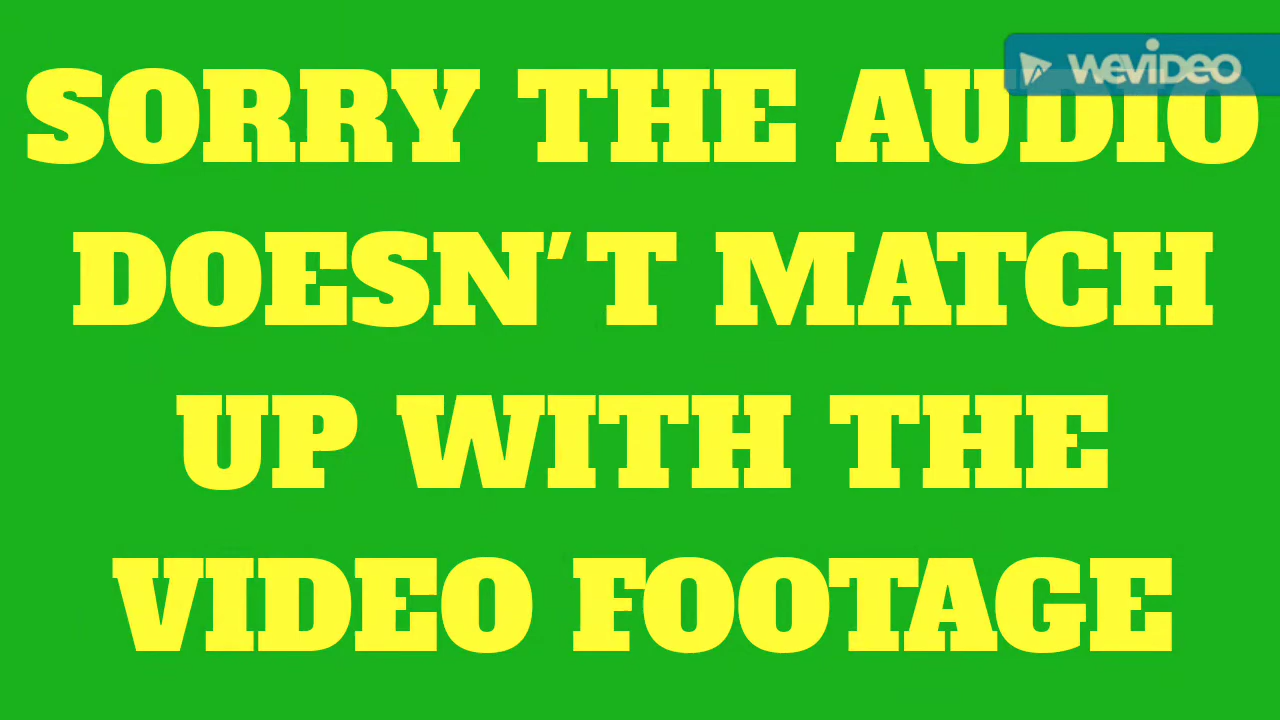 WEVIDEO
SORRY THE AUDIO
DOESN'T MATCH
UP WITH THE
VIDEO FOOTAGE